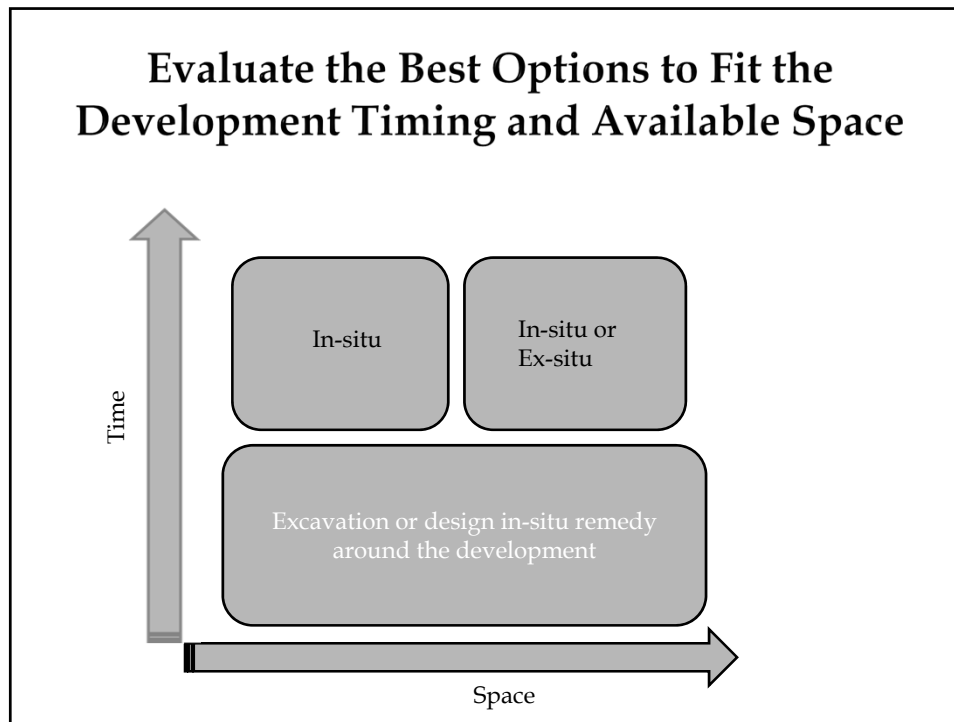 Evaluate the Best Options to Fit the
Development Timing and Available Space
In-situ
In-situ or
Ex-situ
Time
Excavation or design in-situ remedy
around the development
Space